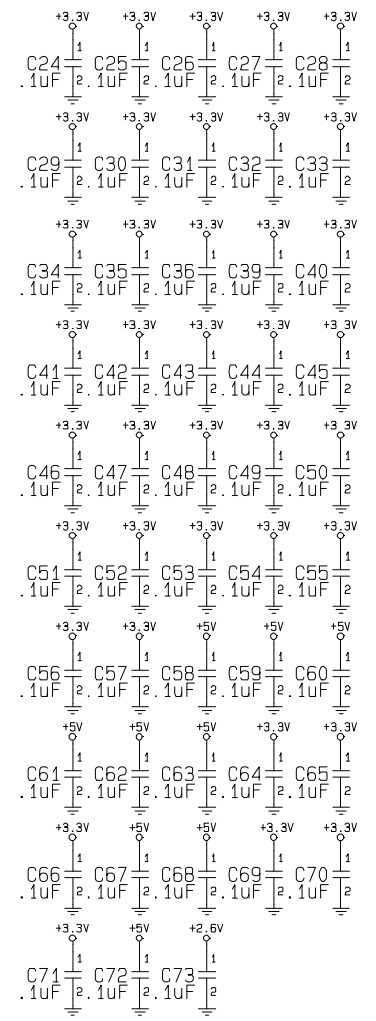 +3.3V +3.3V +3.3V +3.3V +3.3V
1 1 1 1 1
C24 C25 C26 C27 C28
.1uF 2 .1uF 2 .1uF 2 .1uF 2 .1uF 2
+3.3V +3.3V +3.3V +3.3V +3.3V
1 1 1 1 1
C29 C30 C31 C32 C33
.1uF 2 .1uF 2 .1uF 2 .1uF 2 .1uF 2
+3.3V +3.3V +3.3V +3.3V +3.3V
1 1 1 1 1
C34 C35 C36 C39 C40
.1uF 2 .1uF 2 .1uF 2 .1uF 2 .1uF 2
+3.3V +3.3V +3.3V +3.3V +3.3V
1 1 1 1 1
C41 C42 C43 C44 C45
.1uF 2 .1uF 2 .1uF 2 .1uF 2 .1uF 2
+3.3V +3.3V +3.3V +3.3V +3.3V
1 1 1 1 1
C46 C47 C48 C49 C50
.1uF 2 .1uF 2 .1uF 2 .1uF 2 .1uF 2
+3.3V +3.3V +3.3V +3.3V +3.3V
1 1 1 1 1
C51 C52 C53 C54 C55
.1uF 2 .1uF 2 .1uF 2 .1uF 2 .1uF 2
+3.3V +3.3V +5V +5V +5V
1 1 1 1 1
C56 C57 C58 C59 C60
.1uF 2 .1uF 2 .1uF 2 .1uF 2 .1uF 2
+5V +5V +5V +3.3V +3.3V
1 1 1 1 1
C61 C62 C63 C64 C65
.1uF 2 .1uF 2 .1uF 2 .1uF 2 .1uF 2
+3.3V +5V +5V +3.3V +3.3V
1 1 1 1 1
C66 C67 C68 C69 C70
.1uF 2 .1uF 2 .1uF 2 .1uF 2 .1uF 2
+3.3V +5V +2.6V
1 1 1
C71 C72 C73
.1uF 2 .1uF 2 .1uF 2